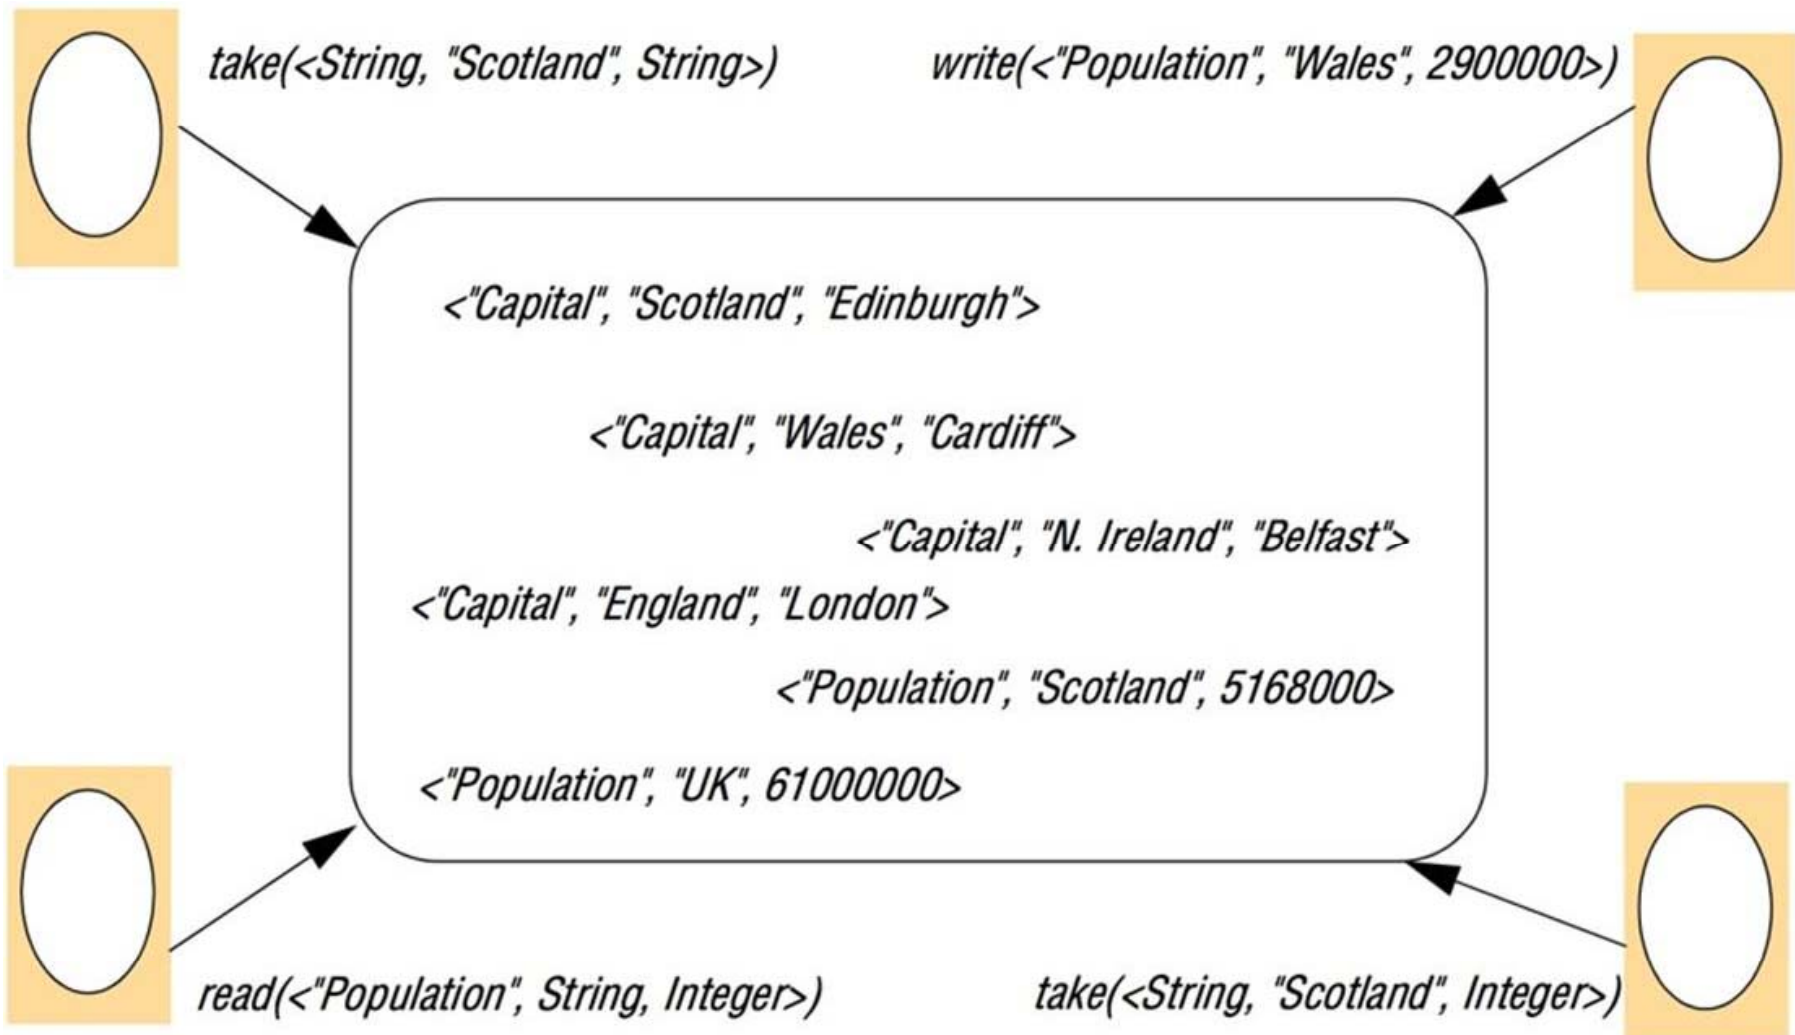 take(<String, "Scotland", String>)
write(<"Population", "Wales", 2900000>)
<"Capital", "Scotland", "Edinburgh">
<"Capital", "Wales", "Cardiff">
<"Capital", "N. Ireland", "Belfast">
<"Capital", "England", "London">
<"Population", "Scotland", 5168000>
<"Population", "UK", 61000000>
read(<"Population", String, Integer>)
take(<String, "Scotland", Integer>)